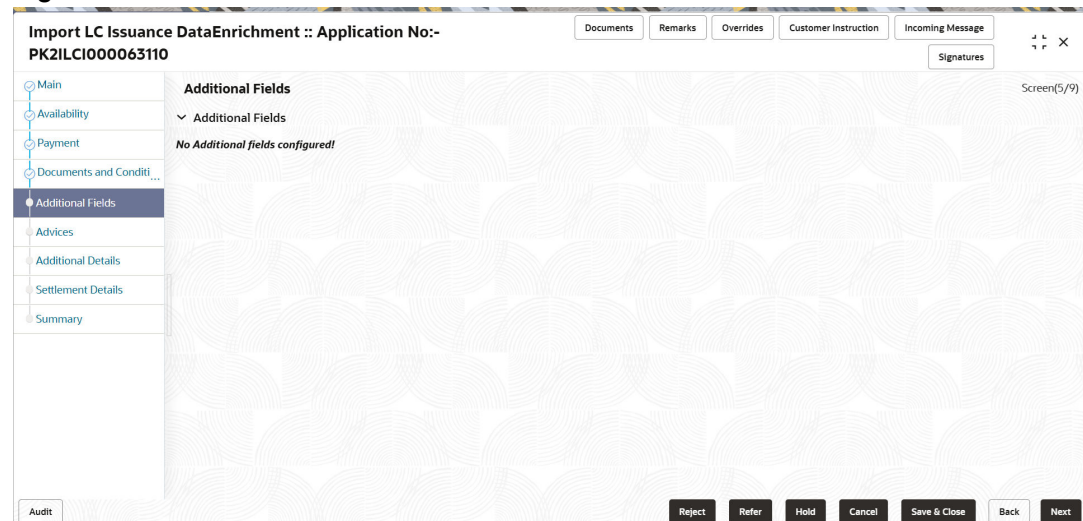 Import LC Issuance DataEnrichment :: Application No:-
PK2ILCI000063110
Documents
Remarks
Overrides
Customer Instruction
Incoming Message
Signatures
Main
Availability
Payment
Documents and Conditi...
Additional Fields
Advices
Additional Details
Settlement Details
Summary
Additional Fields
Screen(5/9)
Additional Fields
No Additional fields configured!
Audit
Reject
Refer
Hold
Cancel
Save & Close
Back
Next